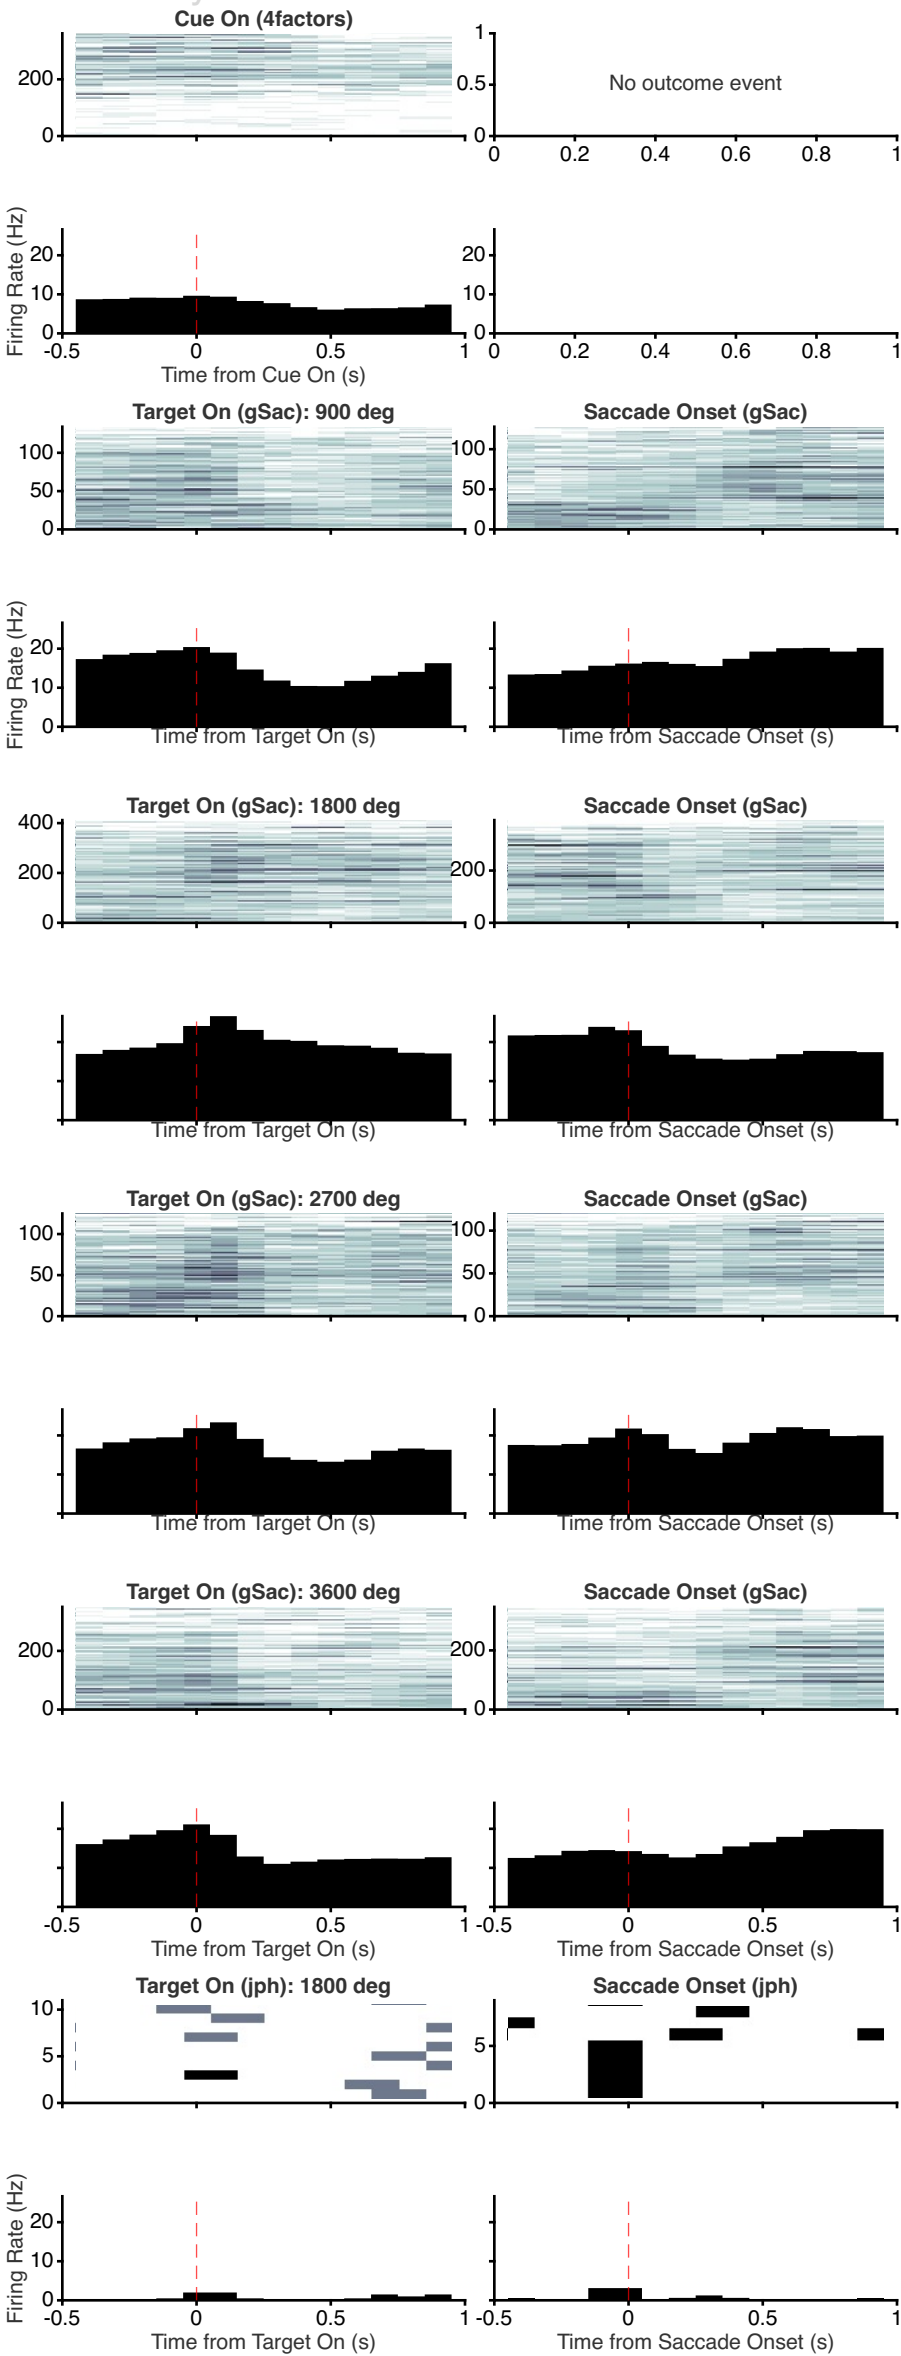 Cue On (4factors)
200
0
1
0.5
0
No outcome event
0 0.2 0.4 0.6 0.8 1
Firing Rate (Hz)
20
10
0
-0.5 0 0.5 1
Time from Cue On (s)
20
10
0
0 0.2 0.4 0.6 0.8 1
Target On (gSac): 900 deg
100
50
0
Saccade Onset (gSac)
100
50
0
Firing Rate (Hz)
20
10
0
Time from Target On (s)
Time from Saccade Onset (s)
Target On (gSac): 1800 deg
400
200
0
Saccade Onset (gSac)
200
0
Time from Target On (s)
Time from Saccade Onset (s)
Target On (gSac): 2700 deg
100
50
0
Saccade Onset (gSac)
100
50
0
Time from Target On (s)
Time from Saccade Onset (s)
Target On (gSac): 3600 deg
200
0
Saccade Onset (gSac)
200
0
-0.5 0 0.5 1
Time from Target On (s)
-0.5 0 0.5 1
Time from Saccade Onset (s)
Target On (jph): 1800 deg
10
5
0
Saccade Onset (jph)
5
0
Firing Rate (Hz)
20
10
0
-0.5 0 0.5 1
Time from Target On (s)
-0.5 0 0.5 1
Time from Saccade Onset (s)